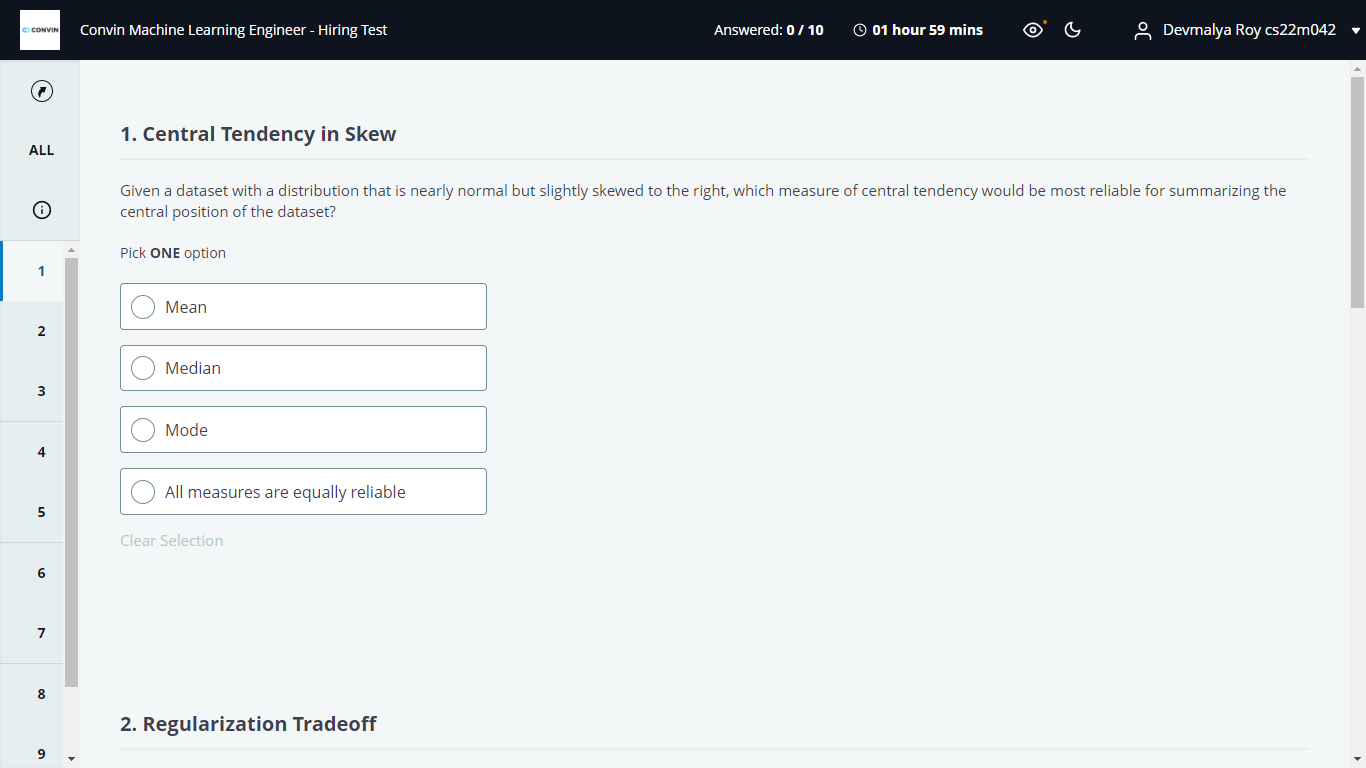 CONVIN
Convin Machine Learning Engineer - Hiring Test
Answered: 0 / 10
01 hour 59 mins
Devmalya Roy cs22m042
ALL
1
2
3
4
5
6
7
8
9
1. Central Tendency in Skew
Given a dataset with a distribution that is nearly normal but slightly skewed to the right, which measure of central tendency would be most reliable for summarizing the
central position of the dataset?
Pick ONE option
Mean
Median
Mode
All measures are equally reliable
Clear Selection
2. Regularization Tradeoff